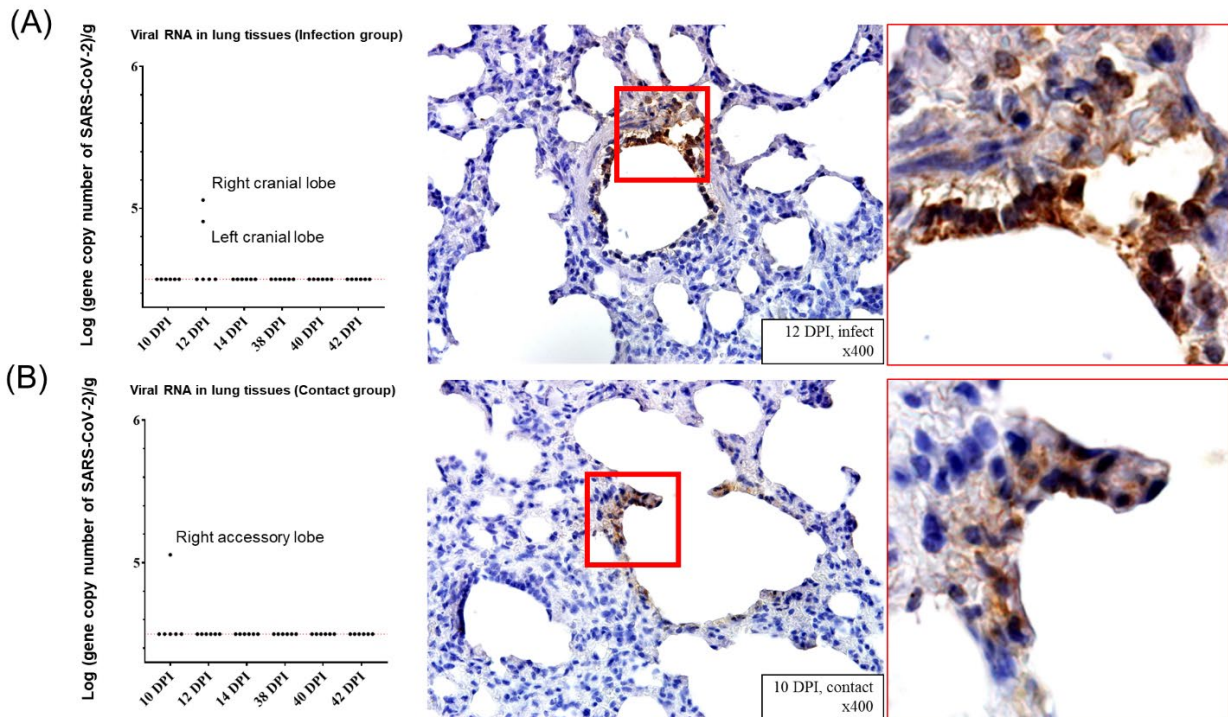 (A)
Viral RNA in lung tissues (Infection group)
Log (gene copy number of SARS-CoV-2)/g
6
5
Right cranial lobe
Left cranial lobe
10 DPI
12 DPI
14 DPI
38 DPI
40 DPI
42 DPI
12 DPI, infect
x400
(B)
Viral RNA in lung tissues (Contact group)
Log (gene copy number of SARS-CoV-2)/g
6
5
Right accessory lobe
10 DPI
12 DPI
14 DPI
38 DPI
40 DPI
42 DPI
10 DPI, contact
x400